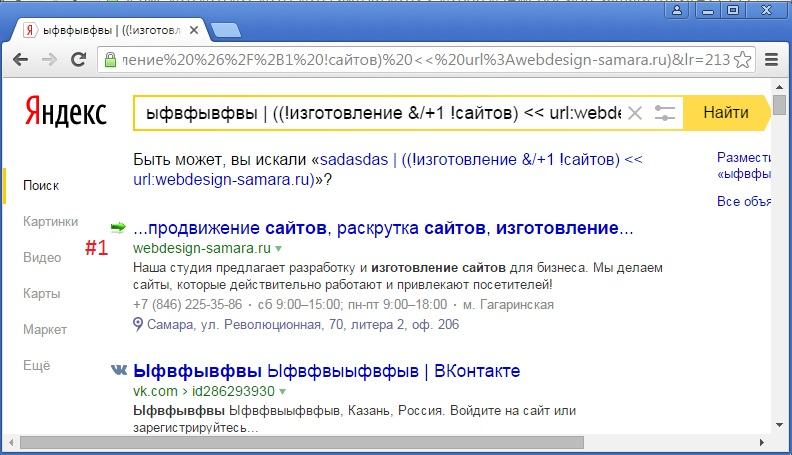 ыфвфывфвы | ((!изготовл
ление%20%26%2F%2B1%20!сайтов)%20<<%20url%3Awebdesign-samara.ru)&lr=213
Яндекс
ыфвфывфвы | ((!изготовление &/+1 !сайтов) << url:webde
Найти
Быть может, вы искали «sadasdas | ((!изготовление &/+1 !сайтов) <<
url:webdesign-samara.ru)»?
Размести
«ыфвфы
Все объя
Поиск
Картинки
Видео
Карты
Маркет
Ещё
#1
...продвижение сайтов, раскрутка сайтов, изготовление...
webdesign-samara.ru
Наша студия предлагает разработку и изготовление сайтов для бизнеса. Мы делаем
сайты, которые действительно работают и привлекают посетителей!
+7 (846) 225-35-86 · сб 9:00–15:00; пн-пт 9:00–18:00 · м. Гагаринская
Самара, ул. Революционная, 70, литера 2, оф. 206
Ыфвфывфвы Ыфвфвыыфвфыв | ВКонтакте
vk.com › id286293930
Ыфвфывфвы Ыфвфвыыфвфыв, Казань, Россия. Войдите на сайт или
зарегистрируйтесь...